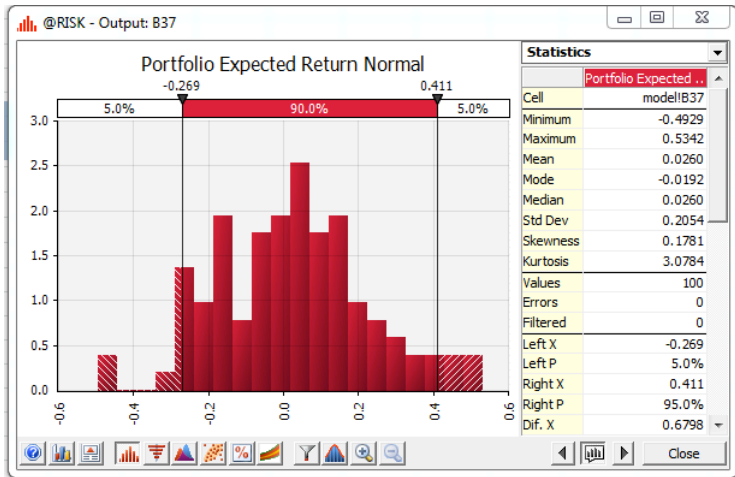 @RISK - Output: B37
Portfolio Expected Return Normal
-0.269 0.411
5.0% 90.0% 5.0%
3.0
2.5
2.0
1.5
1.0
0.5
0.0
-0.6 -0.4 -0.2 0.0 0.2 0.4 0.6
Statistics
Portfolio Expected ..
Cell model!B37
Minimum -0.4929
Maximum 0.5342
Mean 0.0260
Mode -0.0192
Median 0.0260
Std Dev 0.2054
Skewness 0.1781
Kurtosis 3.0784
Values 100
Errors 0
Filtered 0
Left X -0.269
Left P 5.0%
Right X 0.411
Right P 95.0%
Dif. X 0.6798
Close